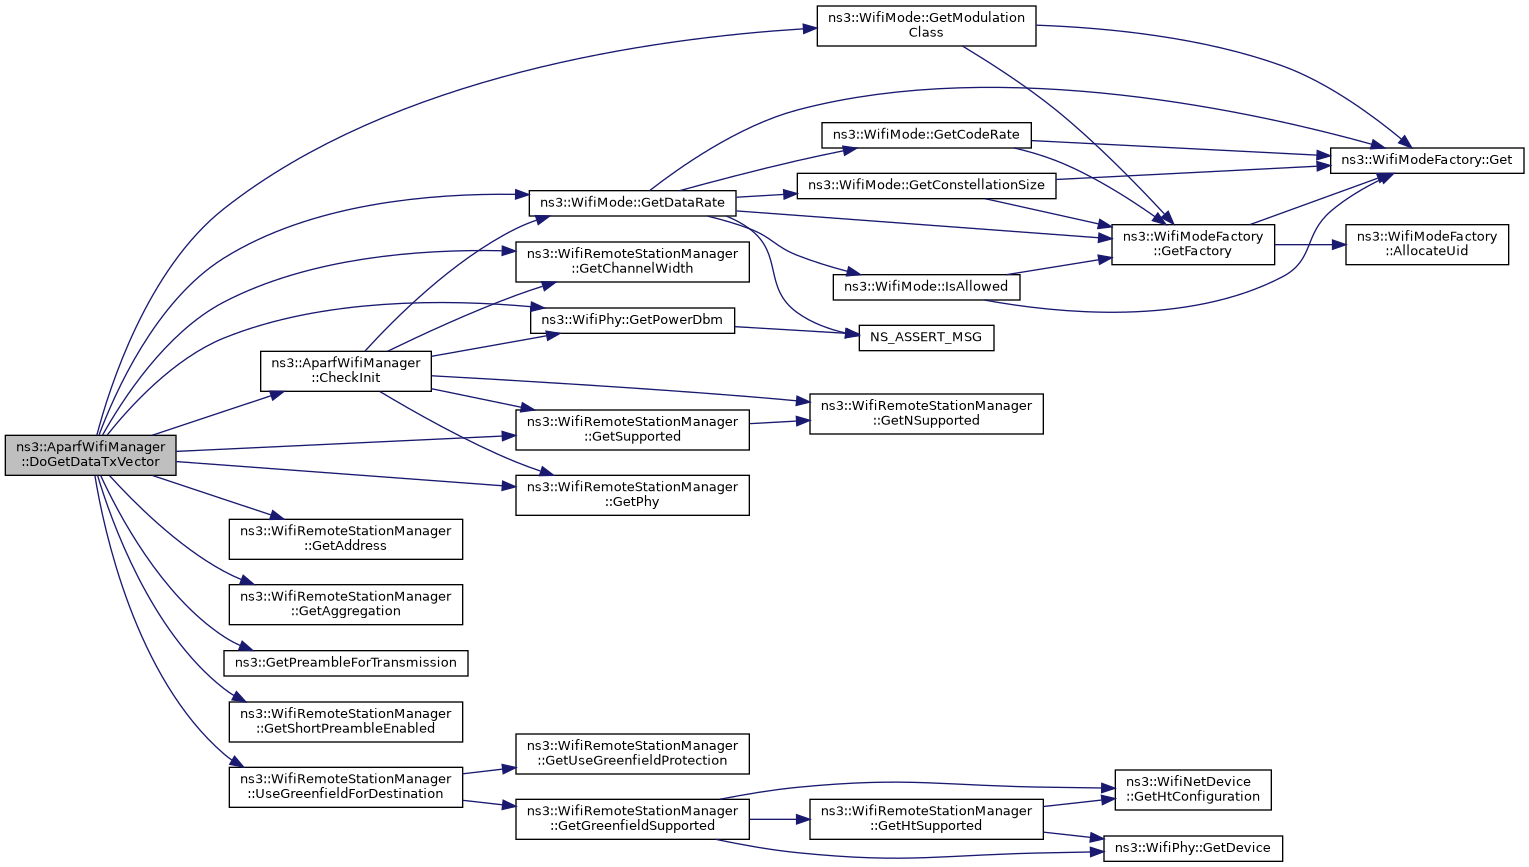 ns3::WifiMode::GetModulation
Class
ns3::WifiMode::GetCodeRate
ns3::WifiModeFactory::Get
ns3::WifiMode::GetConstellationSize
ns3::WifiMode::GetDataRate
ns3::WifiModeFactory
::GetFactory
ns3::WifiModeFactory
::AllocateUid
ns3::WifiRemoteStationManager
::GetChannelWidth
ns3::WifiMode::IsAllowed
ns3::WifiPhy::GetPowerDbm
NS_ASSERT_MSG
ns3::AparfWifiManager
::CheckInit
ns3::WifiRemoteStationManager
::GetNSupported
ns3::WifiRemoteStationManager
::GetSupported
ns3::AparfWifiManager
::DoGetDataTxVector
ns3::WifiRemoteStationManager
::GetPhy
ns3::WifiRemoteStationManager
::GetAddress
ns3::WifiRemoteStationManager
::GetAggregation
ns3::GetPreambleForTransmission
ns3::WifiRemoteStationManager
::GetShortPreambleEnabled
ns3::WifiRemoteStationManager
::GetUseGreenfieldProtection
ns3::WifiRemoteStationManager
::UseGreenfieldForDestination
ns3::WifiNetDevice
::GetHtConfiguration
ns3::WifiRemoteStationManager
::GetGreenfieldSupported
ns3::WifiRemoteStationManager
::GetHtSupported
ns3::WifiPhy::GetDevice